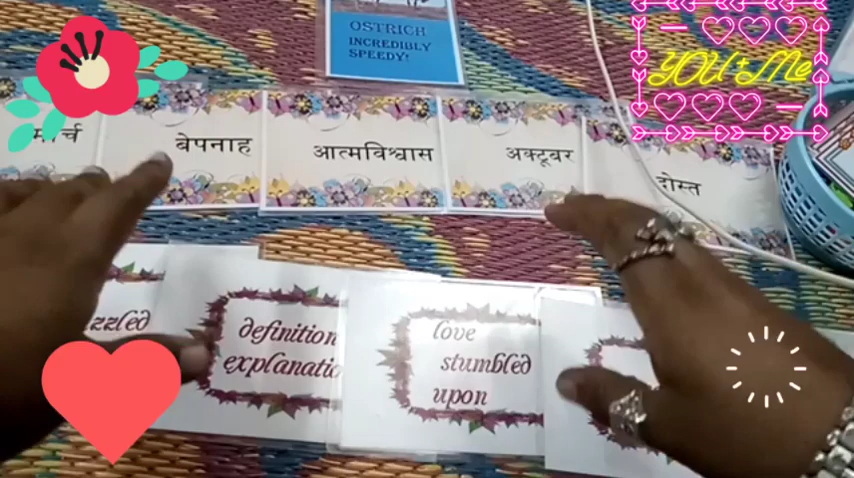 OSTRICH
INCREDIBLY
SPEEDY!
YOU + Me
मार्च
बेपनाह
आत्मविश्वास
अक्टूबर
दोस्त
definition
love
stumbled
upon